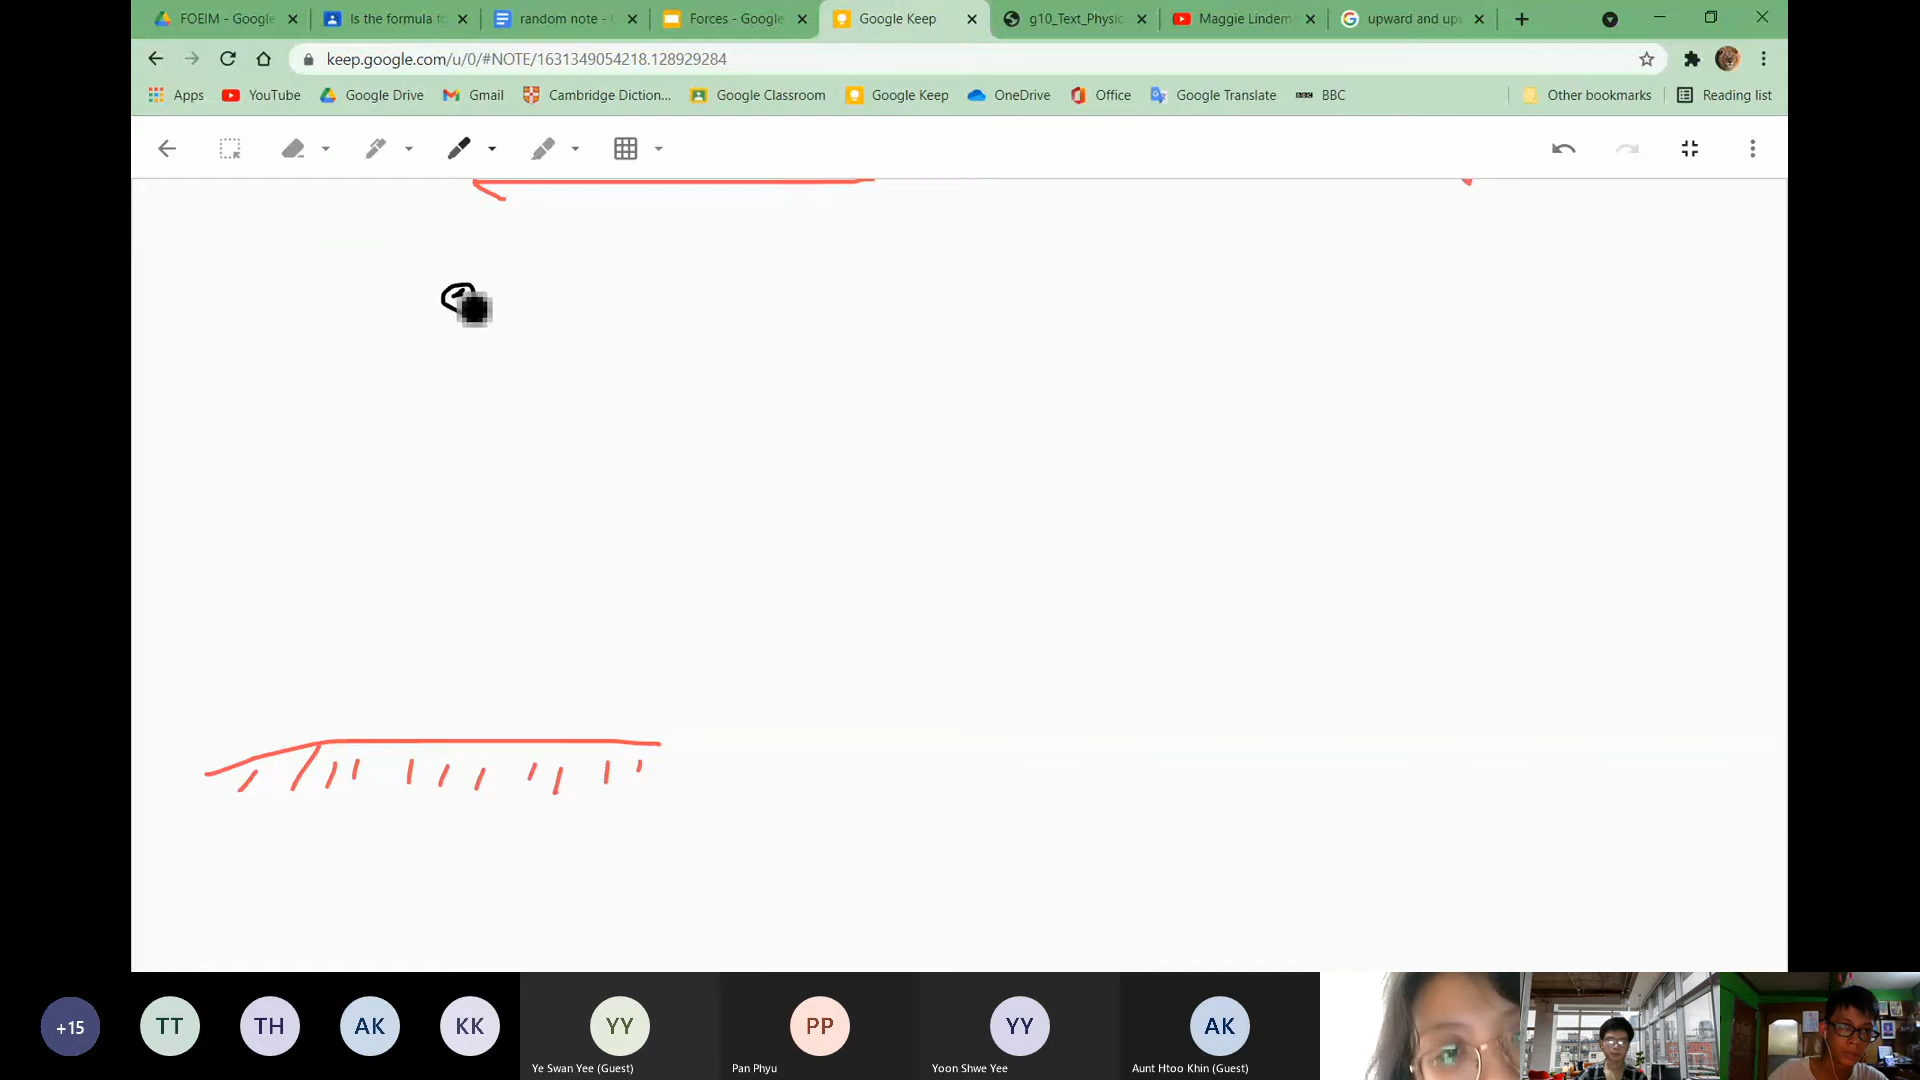 FOEIM - Google
Is the formula fo
random note -
Forces - Google
Google Keep
g10_Text_Physic
Maggie Lindem
upward and up
keep.google.com/u/0/#NOTE/1631349054218.128929284
Apps
YouTube
Google Drive
Gmail
Cambridge Diction...
Google Classroom
Google Keep
OneDrive
Office
Google Translate
BBC
Other bookmarks
Reading list
+15
TT
TH
AK
KK
YY
PP
YY
AK
Ye Swan Yee (Guest)
Pan Phyu
Yoon Shwe Yee
Aunt Htoo Khin (Guest)